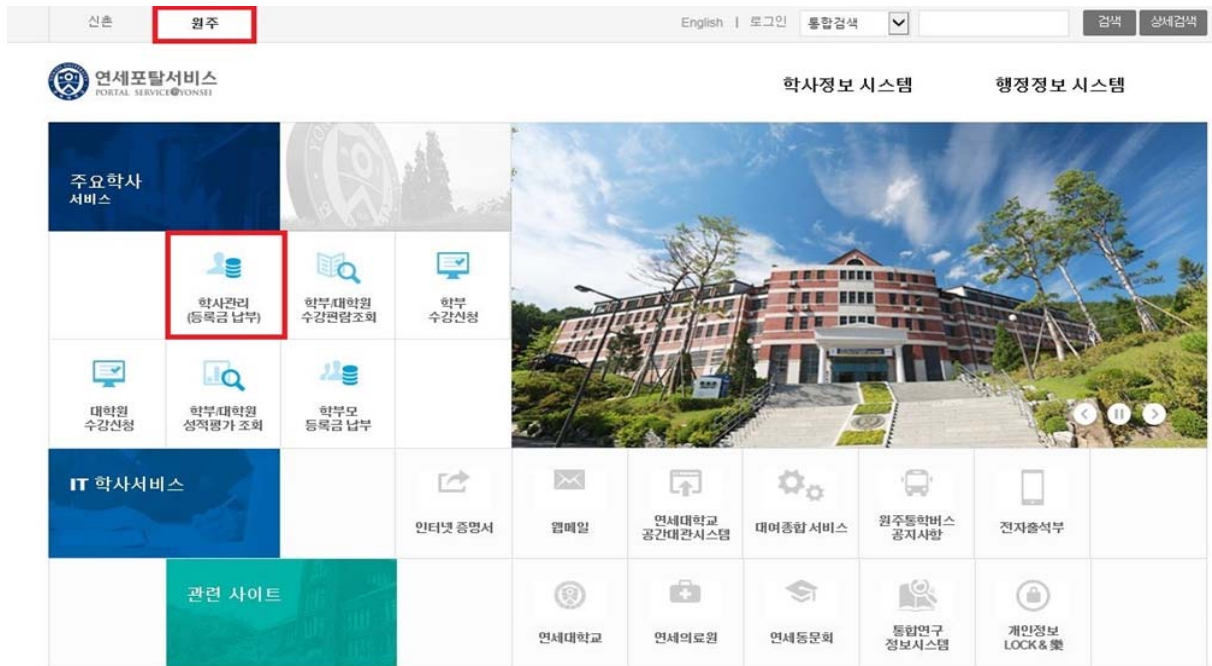 신촌
원주
English | 로그인
통합검색
검색
상세검색
연세포탈서비스
PORTAL SERVICE@YONSEI
학사정보 시스템
행정정보 시스템
주요학사
서비스
학사관리
(등록금 납부)
학부/대학원
수강편람조회
학부
수강신청
대학원
수강신청
학부/대학원
성적평가 조회
학부모
등록금 납부
IT 학사서비스
인터넷 증명서
웹메일
연세대학교
공간대관시스템
대여종합 서비스
원주통학버스
공지사항
전자출석부
관련 사이트
연세대학교
연세의료원
연세동문회
통합연구
정보시스템
개인정보
LOCK & 樂